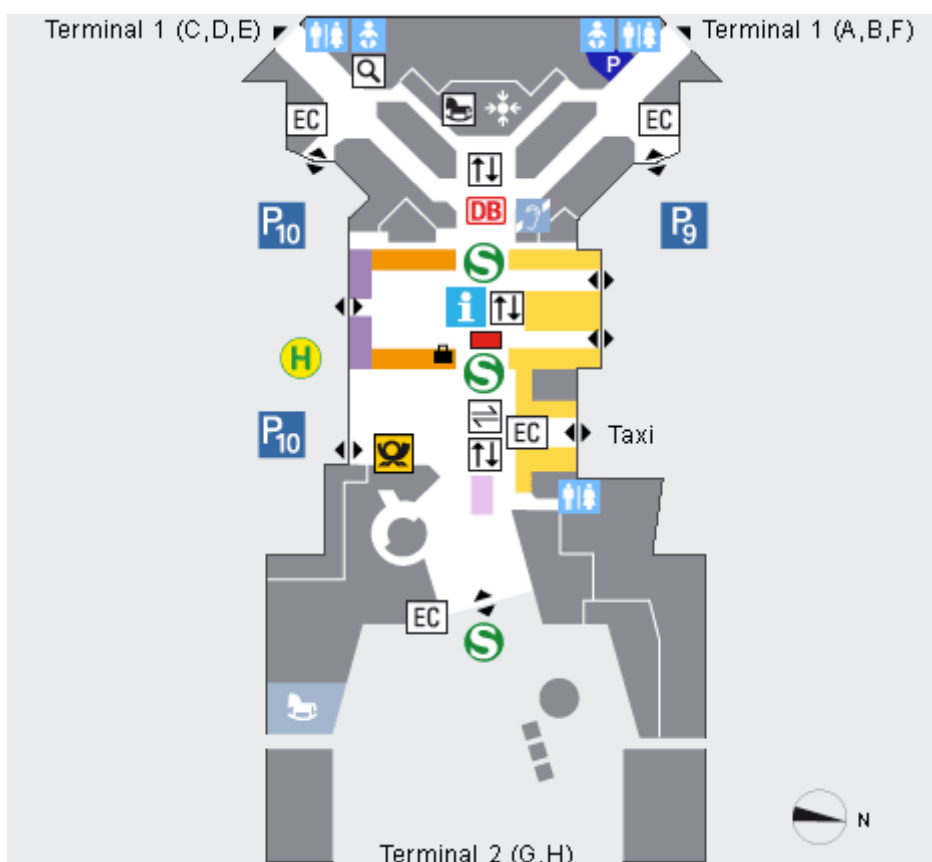 Terminal 1 (C,D,E)
Terminal 1 (A,B,F)
P
EC
EC
DB
P10
P9
S
i
H
S
P10
EC
Taxi
EC
S
N
Terminal 2 (G,H)